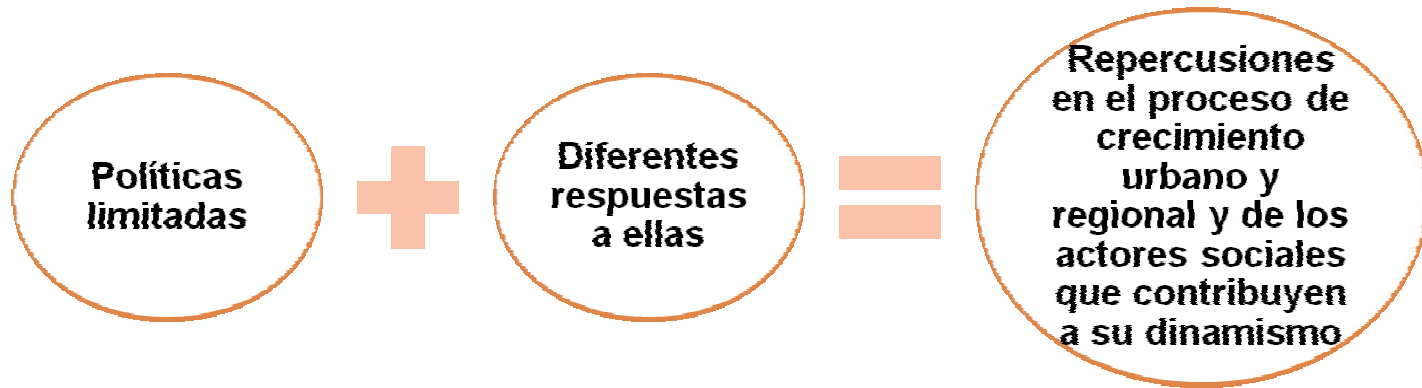 Políticas
limitadas
Diferentes
respuestas
a ellas
Repercusiones
en el proceso de
crecimiento
urbano y
regional y de los
actores sociales
que contribuyen
a su dinamismo